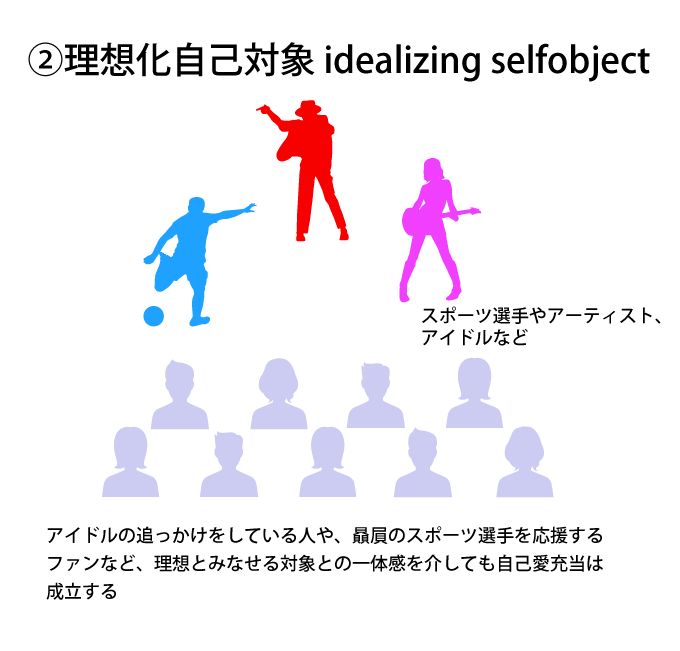 ②理想化自己対象 idealizing selfobject
スポーツ選手やアーティスト、
アイドルなど
アイドルの追っかけをしている人や、贔屓のスポーツ選手を応援する
ファンなど、理想とみなせる対象との一体感を介しても自己愛充当は
成立する